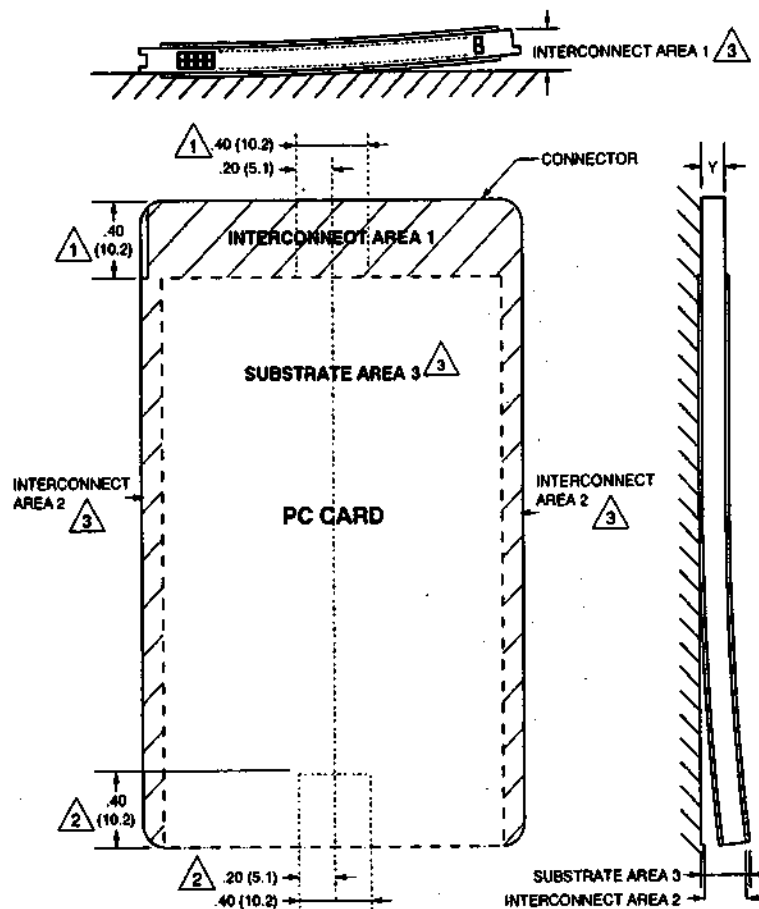 INTERCONNECT AREA 1 3
1 .40 (10.2)
.20 (5.1)
CONNECTOR
Y
1 .40
(10.2)
INTERCONNECT AREA 1
SUBSTRATE AREA 3 3
INTERCONNECT
AREA 2 3
INTERCONNECT
AREA 2 3
PC CARD
2 .40
(10.2)
2 .20 (5.1)
.40 (10.2)
SUBSTRATE AREA 3
INTERCONNECT AREA 2